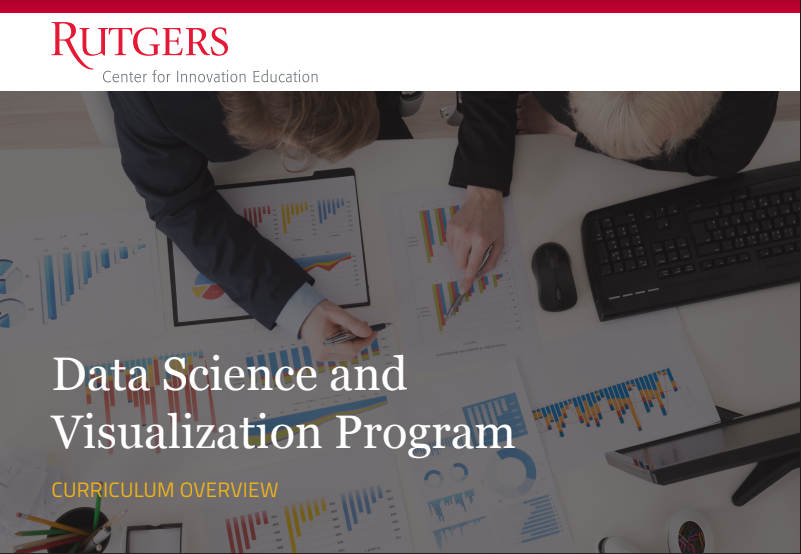 RUTGERS
Center for Innovation Education
Data Science and
Visualization Program
CURRICULUM OVERVIEW